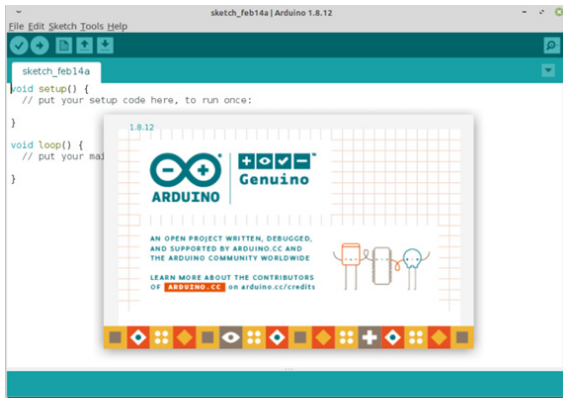 sketch_feb14a | Arduino 1.8.12
File Edit Sketch Tools Help
sketch_feb14a
void setup() {
// put your setup code here, to run once:
}
void loop() {
// put your mai
}
1.8.12
ARDUINO
Genuino
AN OPEN PROJECT WRITTEN, DEBUGGED,
AND SUPPORTED BY ARDUINO.CC AND
THE ARDUINO COMMUNITY WORLDWIDE
LEARN MORE ABOUT THE CONTRIBUTORS
OF ARDUINO.CC on arduino.cc/credits